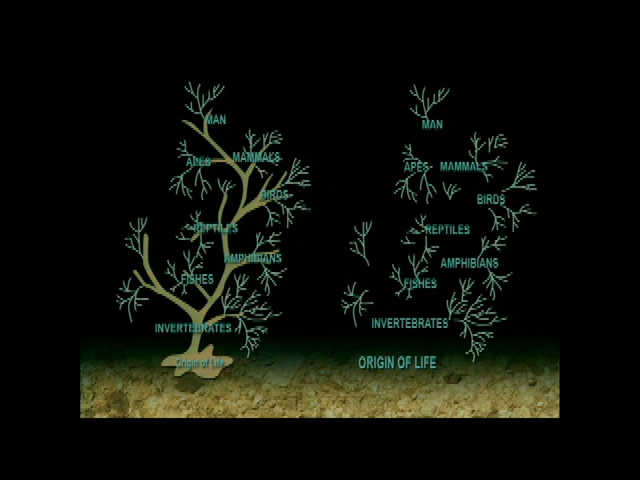 MAN
APES
MAMMALS
BIRDS
REPTILES
AMPHIBIANS
FISHES
INVERTEBRATES
Origin of Life
MAN
APES
MAMMALS
BIRDS
REPTILES
AMPHIBIANS
FISHES
INVERTEBRATES
ORIGIN OF LIFE